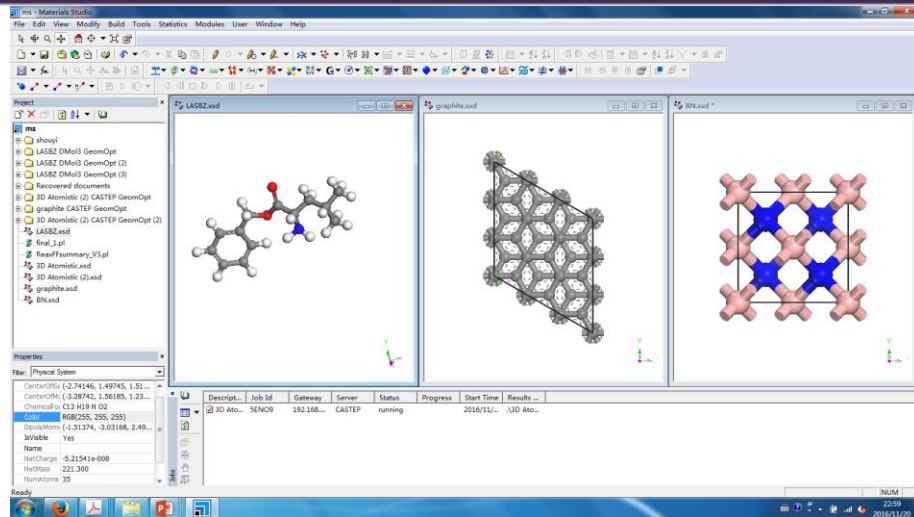 ms - Materials Studio
File Edit View Modify Build Tools Statistics Modules User Window Help
Project
ms
shouyi
LASBZ DMol3 GeomOpt
LASBZ DMol3 GeomOpt (2)
LASBZ DMol3 GeomOpt (3)
Recovered documents
3D Atomistic (2) CASTEP GeomOpt
graphite CASTEP GeomOpt
3D Atomistic (2) CASTEP GeomOpt (2)
LASBZ.xsd
final_1.pl
ReaxFFsummary_V3.pl
3D Atomistic.xsd
3D Atomistic (2).xsd
graphite.xsd
BN.xsd
LASBZ.xsd
graphite.xsd
BN.xsd *
Y
Y
Y
Properties
Filter: Physical System
CenterOfGe (-2.74146, 1.49745, 1.51...
CenterOfMa (-3.28742, 1.56185, 1.23...
ChemicalFor C13 H19 N O2
Color RGB(255, 255, 255)
DipoleMome (-1.51374, -3.03168, 2.49...
IsVisible Yes
Name
NetCharge -5.21541e-008
NetMass 221.300
NumAtoms 35
Descript... Job Id Gateway Server Status Progress Start Time Results ...
3D Ato... SENO9 192.168.... CASTEP running 2016/11/... .\3D Ato...
Jobs
Ready
NUM
22:59
2016/11/20